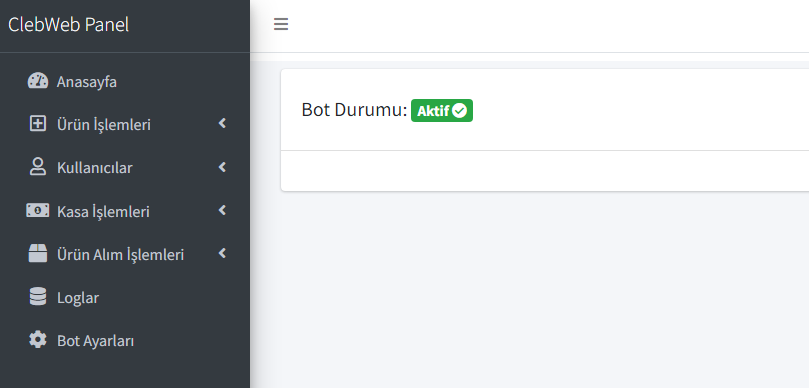 ClebWeb Panel
Anasayfa
Ürün İşlemleri
Kullanıcılar
Kasa İşlemleri
Ürün Alım İşlemleri
Loglar
Bot Ayarları
Bot Durumu: Aktif